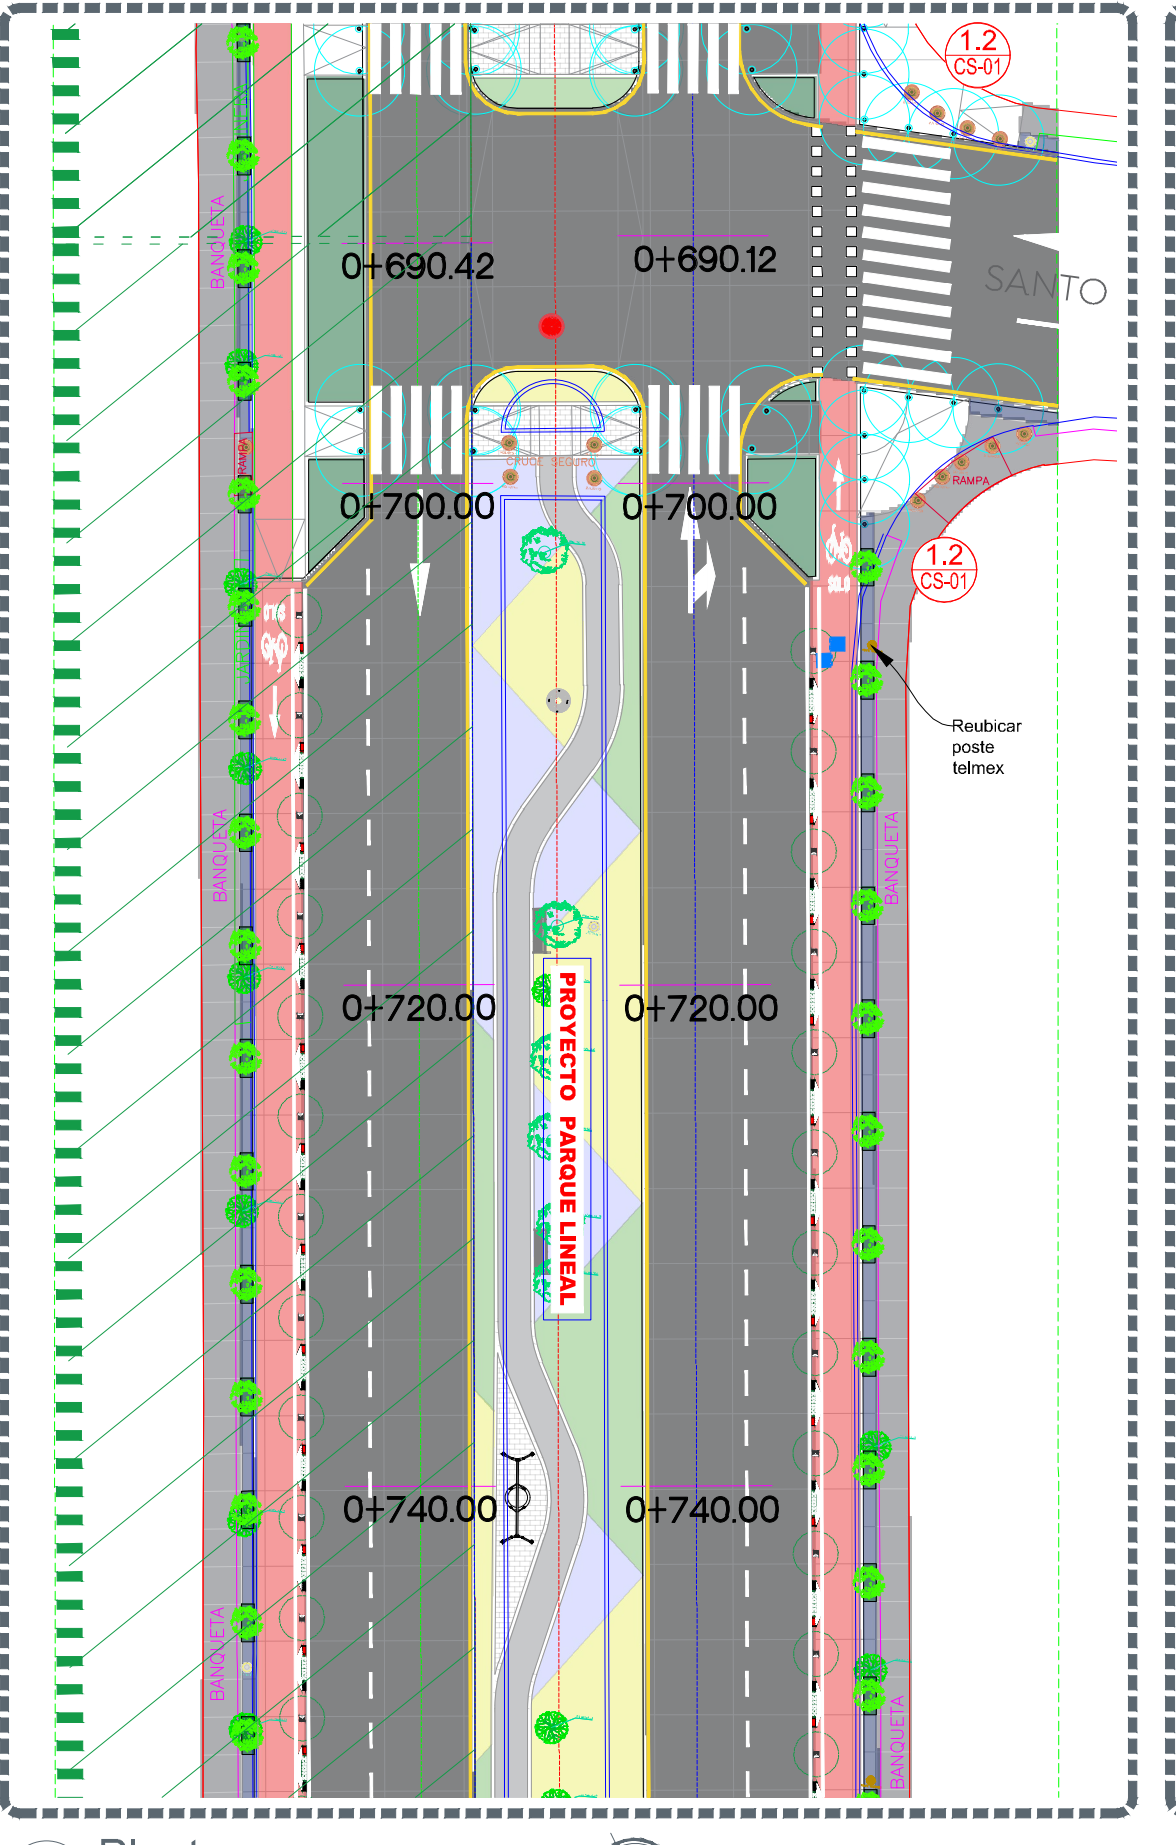 1.2
CS-01
BANQUETA
0+690.42
0+690.12
SANTO
RAMPA
CRUCE SEGURO
RAMPA
0+700.00
0+700.00
1.2
CS-01
SOLO
Reubicar
poste
telmex
BANQUETA
BANQUETA
PROYECTO PARQUE LINEAL
0+720.00
0+720.00
0+740.00
0+740.00
BANQUETA
BANQUETA